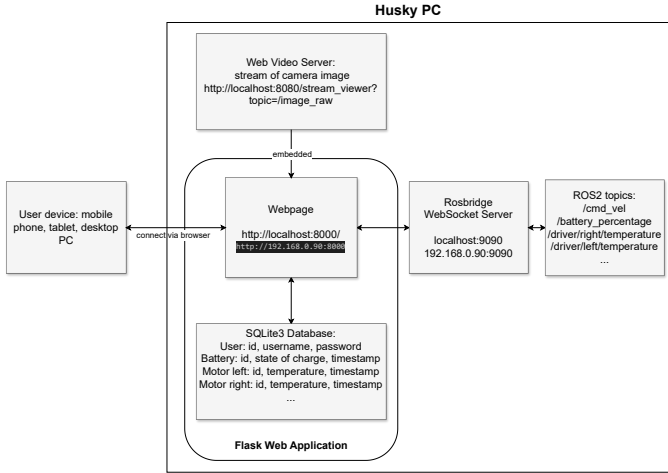 Husky PC
Web Video Server:
stream of camera image
http://localhost:8080/stream_viewer?
topic=/image_raw
embedded
User device: mobile
phone, tablet, desktop
PC
connect via browser
Webpage
http://localhost:8000/
http://192.168.0.90:8000
Rosbridge
WebSocket Server
localhost:9090
192.168.0.90:9090
ROS2 topics:
/cmd_vel
/battery_percentage
/driver/right/temperature
/driver/left/temperature
...
SQLite3 Database:
User: id, username, password
Battery: id, state of charge, timestamp
Motor left: id, temperature, timestamp
Motor right: id, temperature, timestamp
...
Flask Web Application